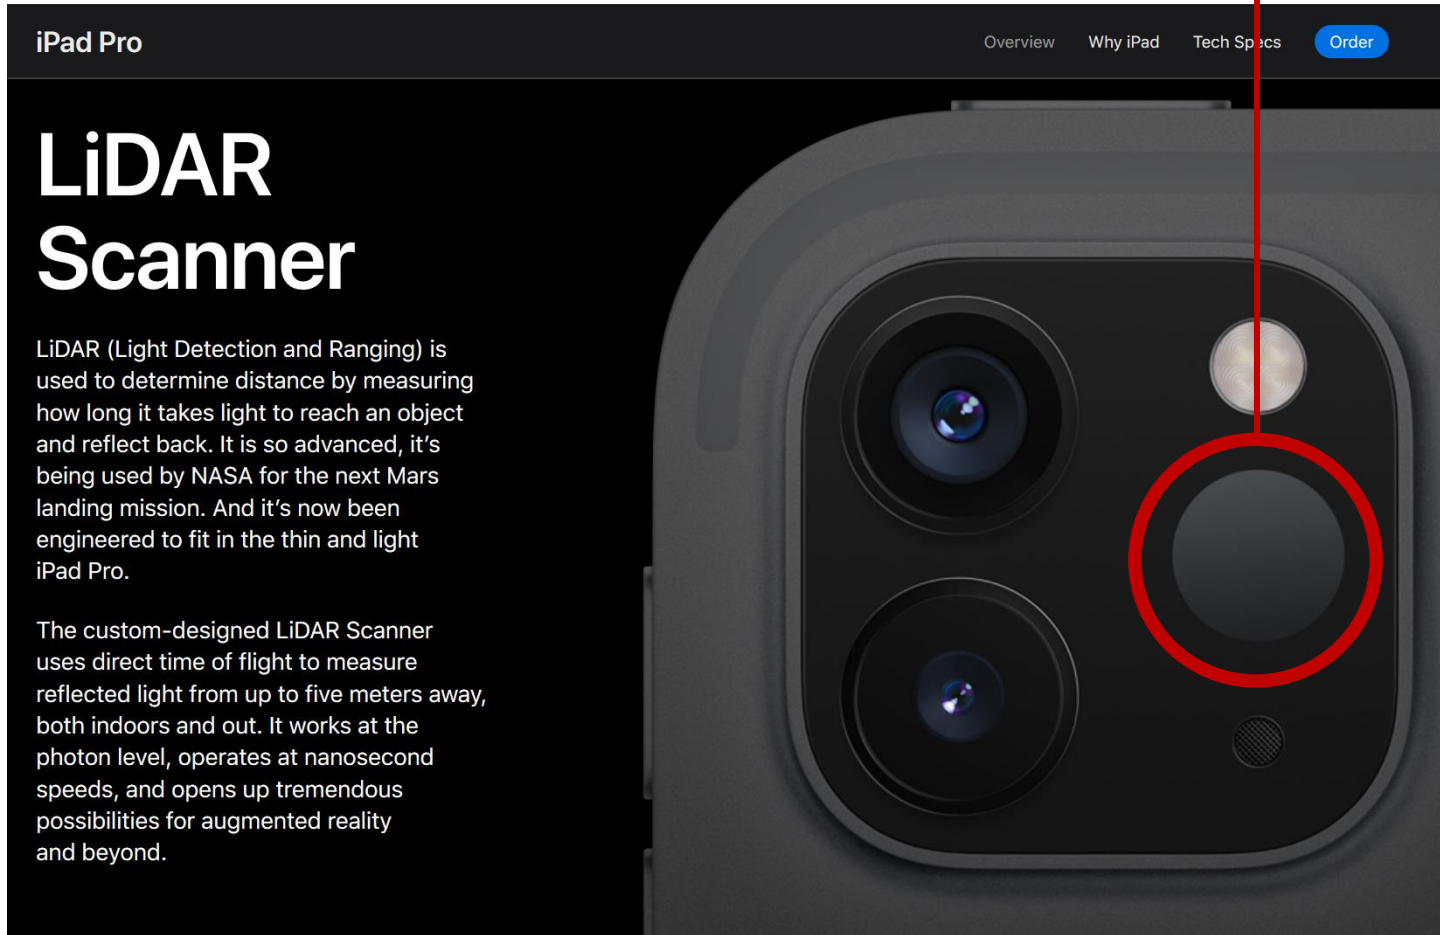 iPad Pro
Overview Why iPad Tech Specs Order
LiDAR
Scanner
LiDAR (Light Detection and Ranging) is
used to determine distance by measuring
how long it takes light to reach an object
and reflect back. It is so advanced, it’s
being used by NASA for the next Mars
landing mission. And it’s now been
engineered to fit in the thin and light
iPad Pro.
The custom-designed LiDAR Scanner
uses direct time of flight to measure
reflected light from up to five meters away,
both indoors and out. It works at the
photon level, operates at nanosecond
speeds, and opens up tremendous
possibilities for augmented reality
and beyond.